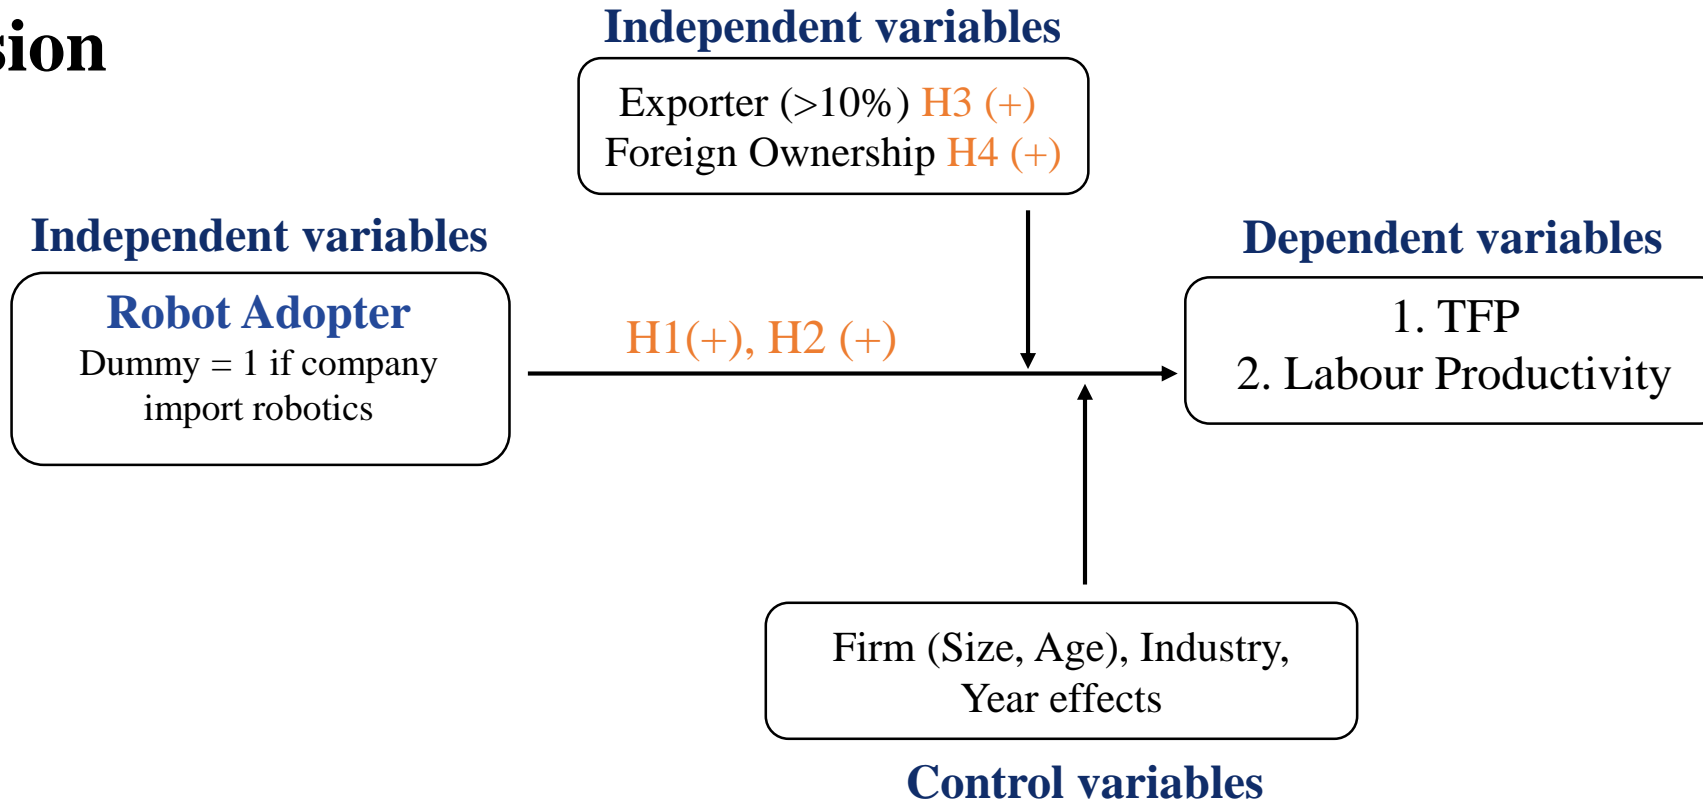 sion
Independent variables
Exporter (>10%) H3 (+)
Foreign Ownership H4 (+)
Independent variables
Robot Adopter
Dummy = 1 if company
import robotics
H1(+), H2 (+)
Dependent variables
1. TFP
2. Labour Productivity
Firm (Size, Age), Industry,
Year effects
Control variables